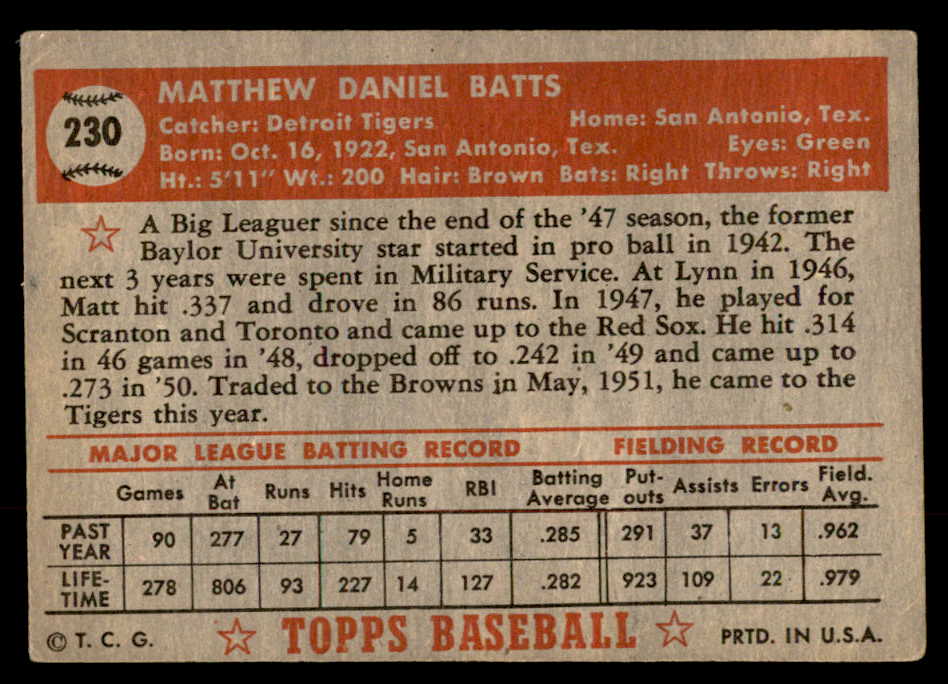 230
MATTHEW DANIEL BATTS
Catcher: Detroit Tigers Home: San Antonio, Tex.
Born: Oct. 16, 1922, San Antonio, Tex. Eyes: Green
Ht.: 5'11" Wt.: 200 Hair: Brown Bats: Right Throws: Right
A Big Leaguer since the end of the '47 season, the former
Baylor University star started in pro ball in 1942. The
next 3 years were spent in Military Service. At Lynn in 1946,
Matt hit .337 and drove in 86 runs. In 1947, he played for
Scranton and Toronto and came up to the Red Sox. He hit .314
in 46 games in '48, dropped off to .242 in '49 and came up to
.273 in '50. Traded to the Browns in May, 1951, he came to the
Tigers this year.
MAJOR LEAGUE BATTING RECORD FIELDING RECORD
Games At Bat Runs Hits Home Runs RBI Batting Average Put-outs Assists Errors Field. Avg.
PAST YEAR 90 277 27 79 5 33 .285 291 37 13 .962
LIFE-TIME 278 806 93 227 14 127 .282 923 109 22 .979
© T. C. G. TOPPS BASEBALL PRTD. IN U.S.A.